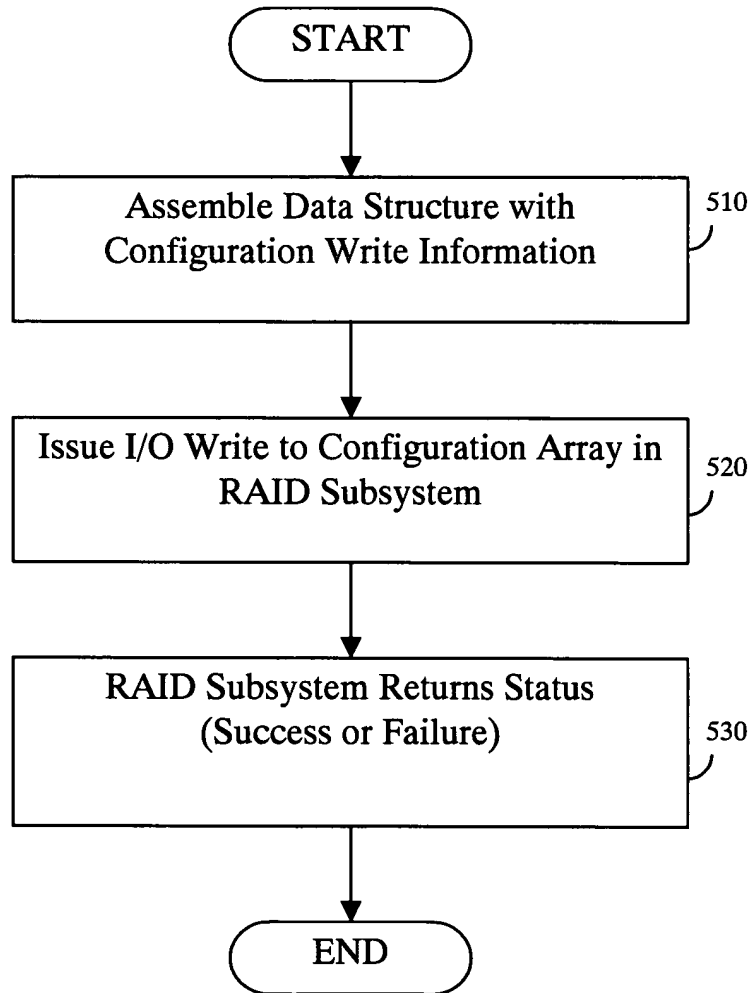 START
Assemble Data Structure with
Configuration Write Information
510
Issue I/O Write to Configuration Array in
RAID Subsystem
520
RAID Subsystem Returns Status
(Success or Failure)
530
END